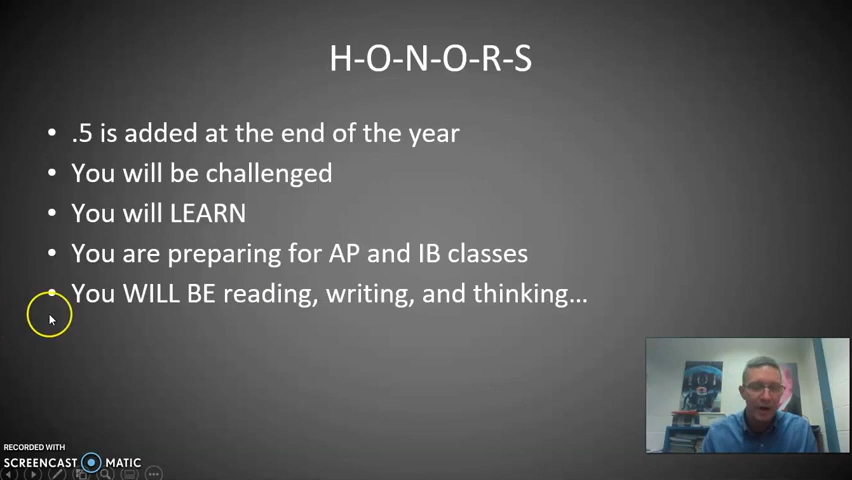 H-O-N-O-R-S
• .5 is added at the end of the year
• You will be challenged
• You will LEARN
• You are preparing for AP and IB classes
• You WILL BE reading, writing, and thinking…
RECORDED WITH
SCREENCAST MATIC